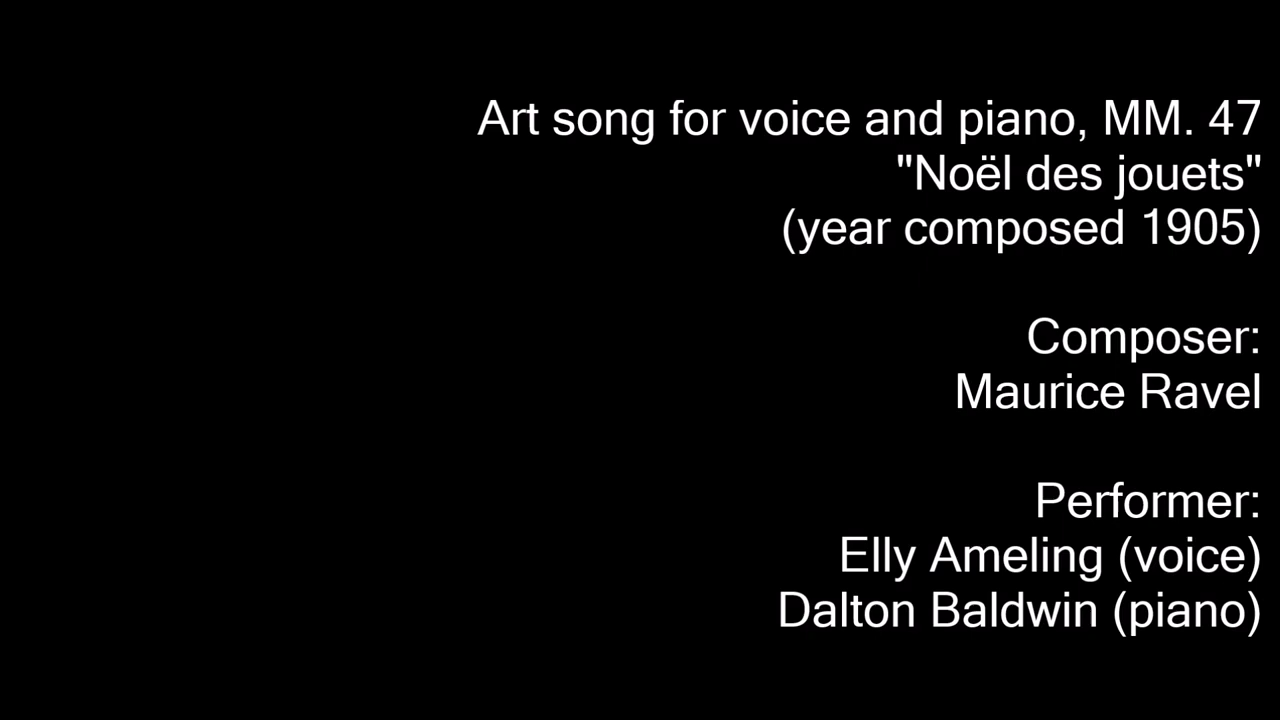 Art song for voice and piano, MM. 47
"Noël des jouets"
(year composed 1905)
Composer:
Maurice Ravel
Performer:
Elly Ameling (voice)
Dalton Baldwin (piano)